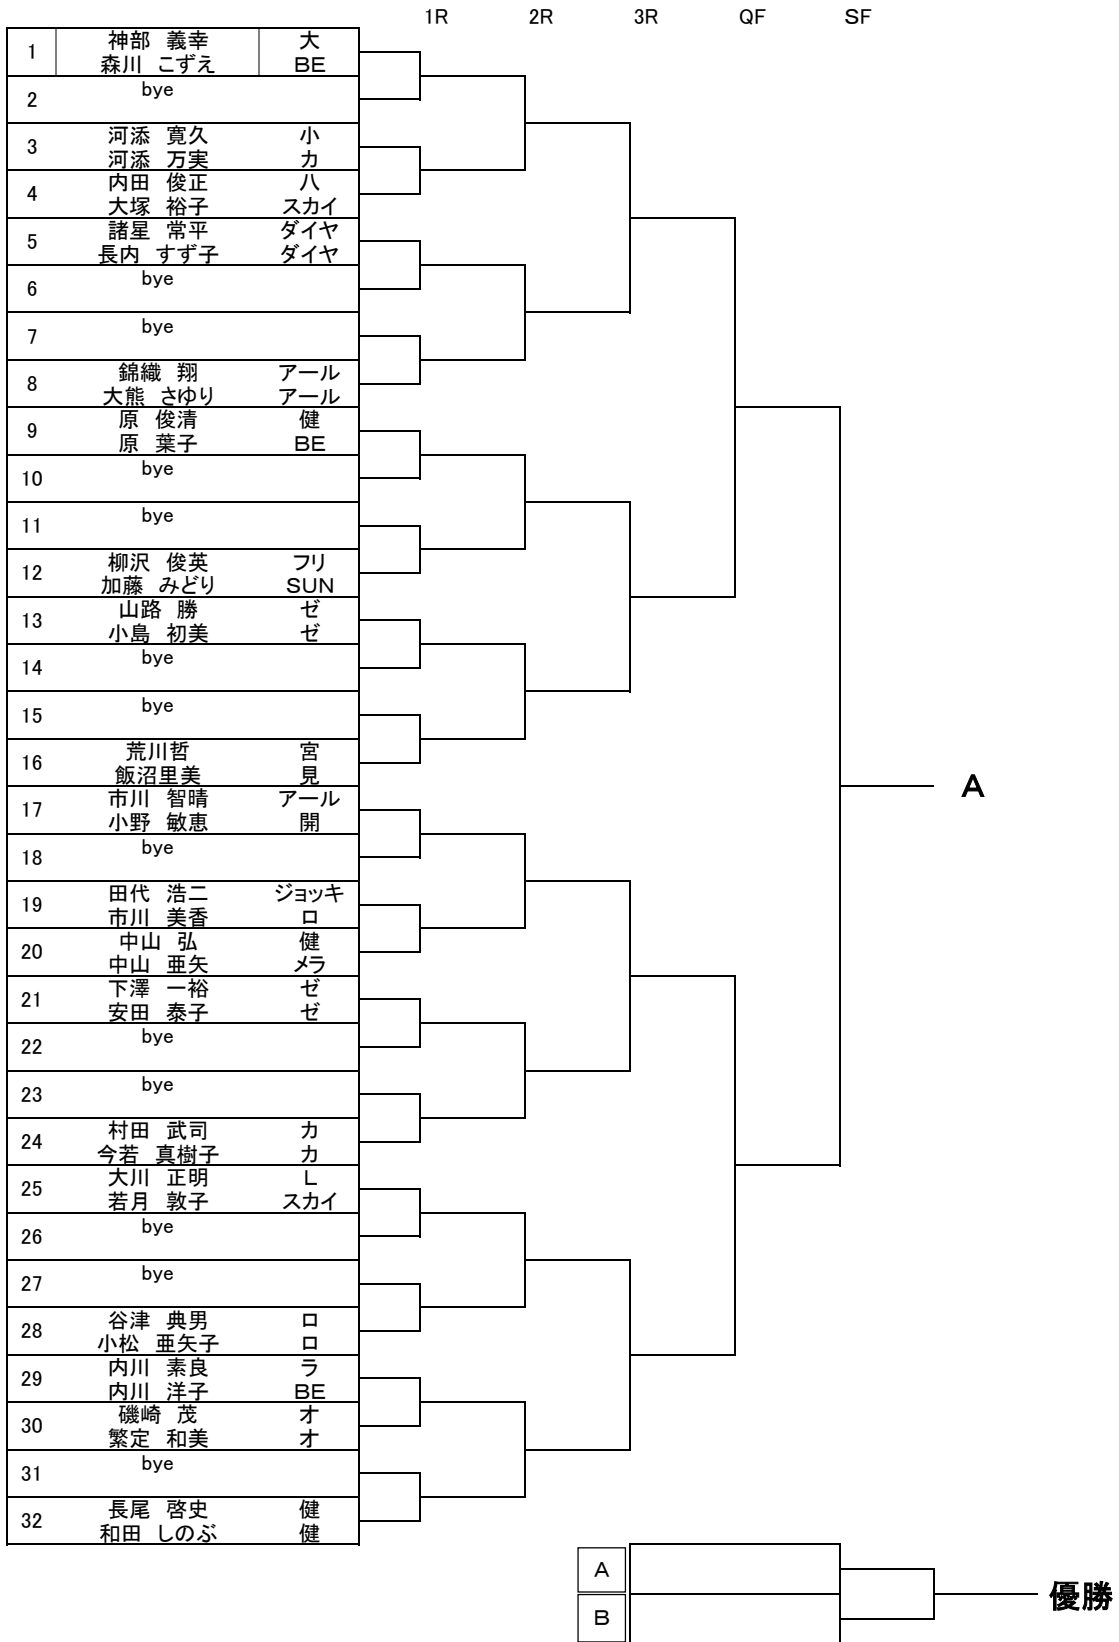 1R 2R 3R QF SF
神部 義幸 大
1
森川 こずえ BE
bye
2
河添 寛久 小
3
河添 万実 カ
内田 俊正 八
4
大塚 裕子 スカイ
諸星 常平 ダイヤ
5
長内 すず子 ダイヤ
bye
6
bye
7
錦織 翔 アール
8
大熊 さゆり アール
原 俊清 健
9
原 葉子 BE
bye
10
bye
11
柳沢 俊英 フリ
12
加藤 みどり SUN
山路 勝 ゼ
13
小島 初美 ゼ
bye
14
bye
15
荒川哲 宮
16
飯沼里美 見
市川 智晴 アール
17
小野 敏恵 開
bye
18
田代 浩二 ジョッキ
19
市川 美香 ロ
中山 弘 健
20
中山 亜矢 メラ
下澤 一裕 ゼ
21
安田 泰子 ゼ
bye
22
bye
23
村田 武司 カ
24
今若 真樹子 カ
大川 正明 L
25
若月 敦子 スカイ
bye
26
bye
27
谷津 典男 ロ
28
小松 亜矢子 ロ
内川 素良 ラ
29
内川 洋子 BE
磯崎 茂 オ
30
繁定 和美 オ
bye
31
長尾 啓史 健
32
和田 しのぶ 健
A
A
B
優勝